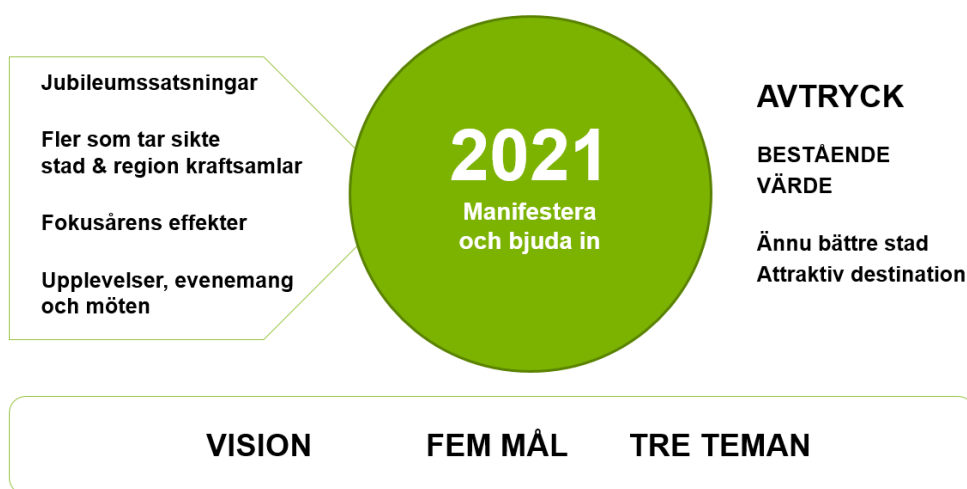 Jubileumssatsningar
Fler som tar sikte
stad & region kraftsamlar
Fokusårens effekter
Upplevelser, evenemang
och möten
2021
Manifestera
och bjuda in
AVTRYCK
BESTÅENDE
VÄRDE
Ännu bättre stad
Attraktiv destination
VISION FEM MÅL TRE TEMAN